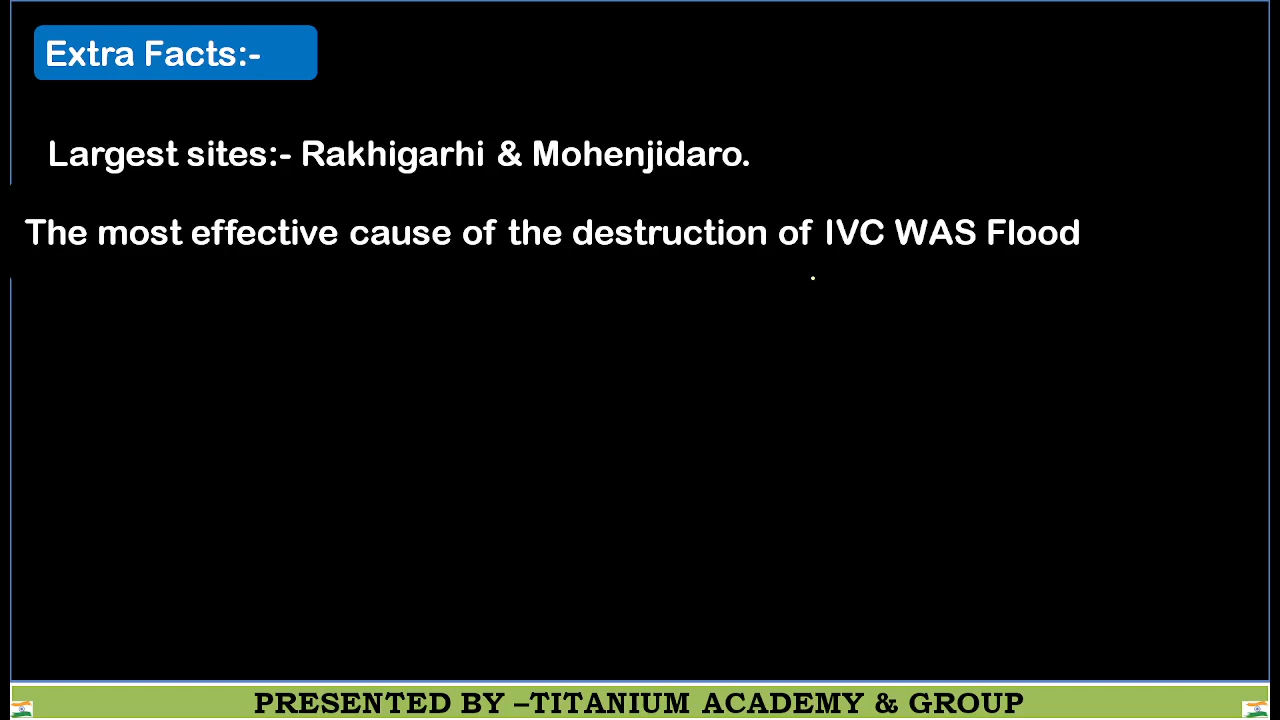 Extra Facts:-
Largest sites:- Rakhigarhi & Mohenjidaro.
The most effective cause of the destruction of IVC WAS Flood
PRESENTED BY –TITANIUM ACADEMY & GROUP